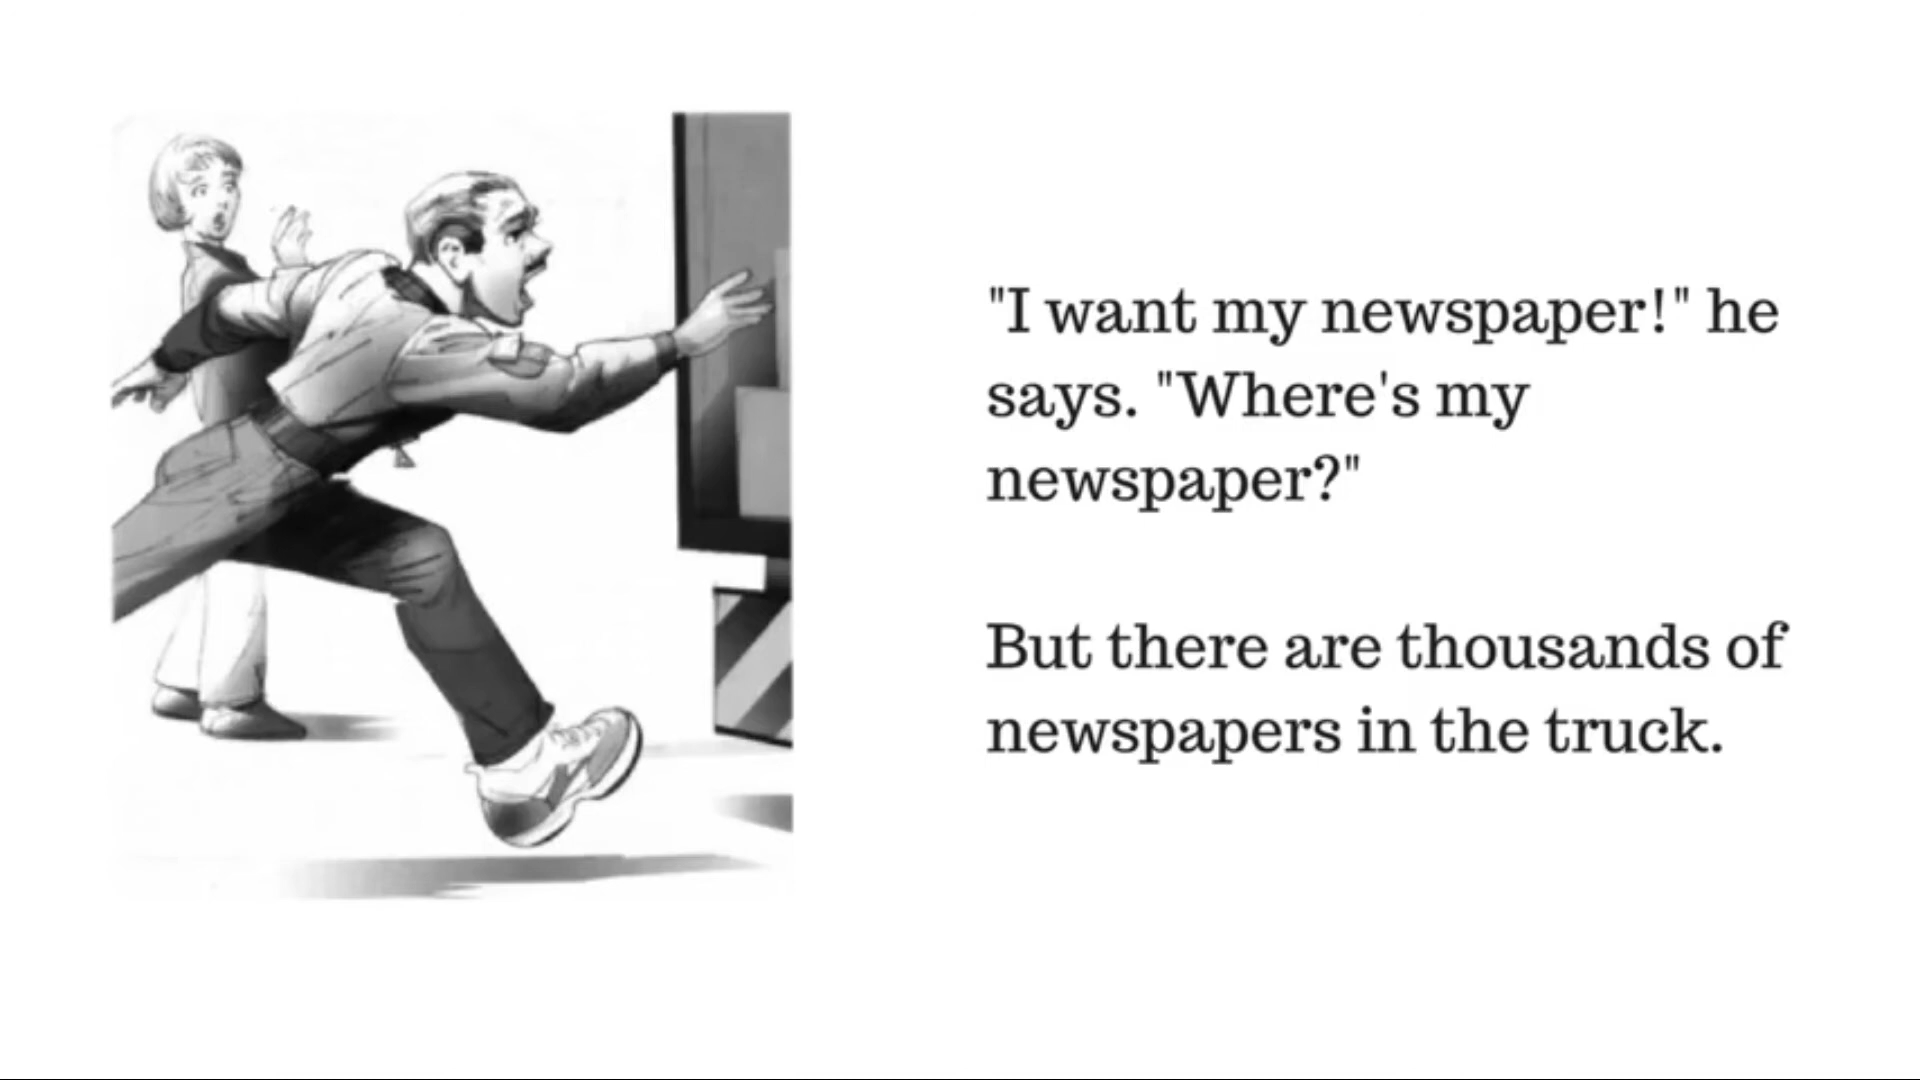 "I want my newspaper!" he
says. "Where's my
newspaper?"
But there are thousands of
newspapers in the truck.